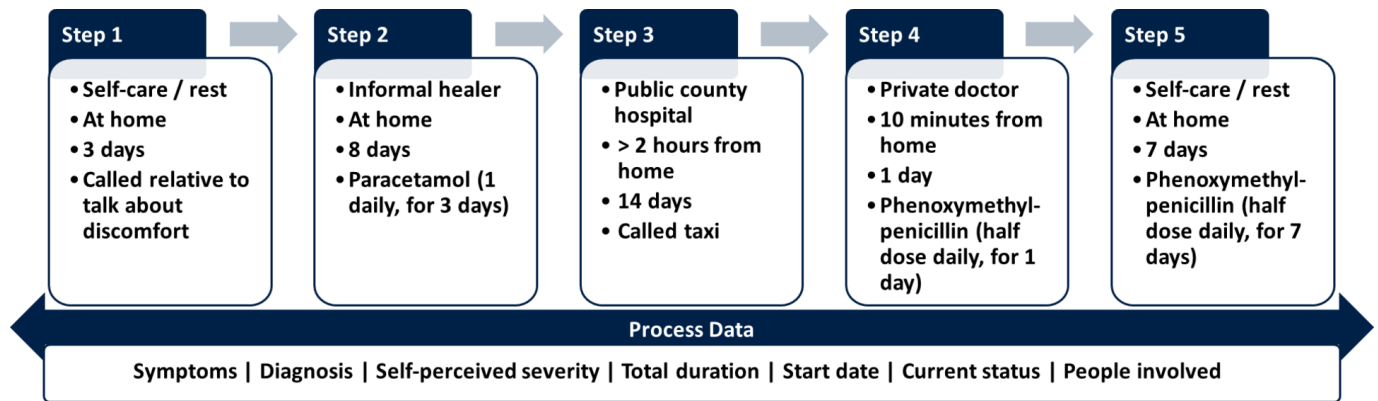 Step 1
• Self-care / rest
• At home
• 3 days
• Called relative to
talk about
discomfort
Step 2
• Informal healer
• At home
• 8 days
• Paracetamol (1
daily, for 3 days)
Step 3
• Public county
hospital
• > 2 hours from
home
• 14 days
• Called taxi
Step 4
• Private doctor
• 10 minutes from
home
• 1 day
• Phenoxymethyl-
penicillin (half
dose daily, for 1
day)
Step 5
• Self-care / rest
• At home
• 7 days
• Phenoxymethyl-
penicillin (half
dose daily, for 7
days)
Process Data
Symptoms | Diagnosis | Self-perceived severity | Total duration | Start date | Current status | People involved